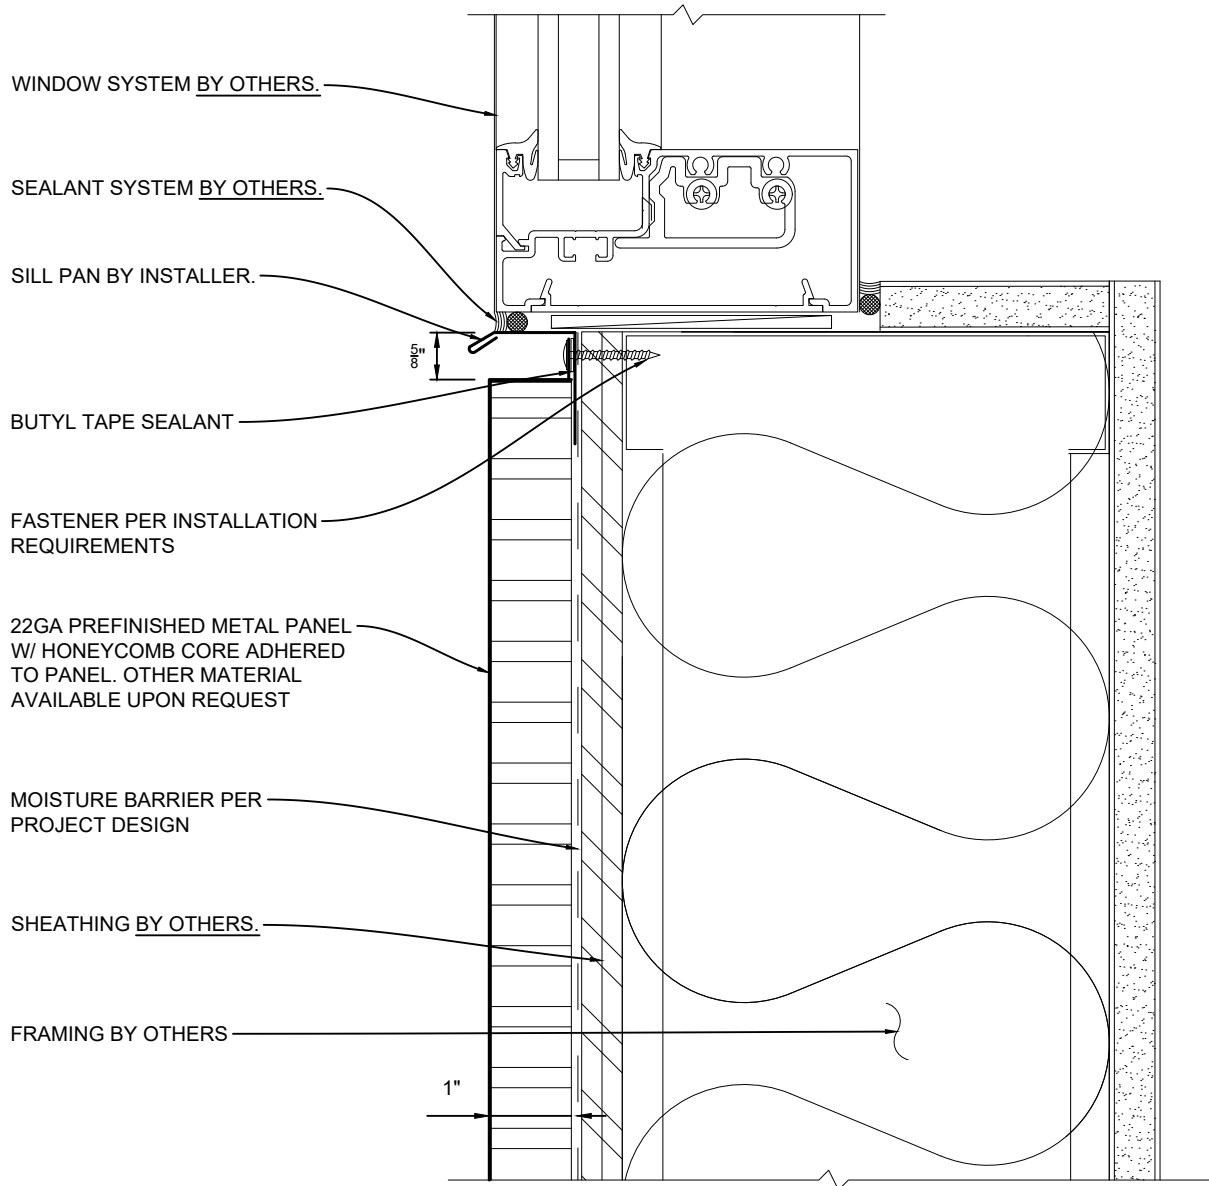 WINDOW SYSTEM BY OTHERS.
SEALANT SYSTEM BY OTHERS.
SILL PAN BY INSTALLER.
5/8"
BUTYL TAPE SEALANT
FASTENER PER INSTALLATION
REQUIREMENTS
22GA PREFINISHED METAL PANEL
W/ HONEYCOMB CORE ADHERED
TO PANEL. OTHER MATERIAL
AVAILABLE UPON REQUEST
MOISTURE BARRIER PER
PROJECT DESIGN
SHEATHING BY OTHERS.
FRAMING BY OTHERS
1"